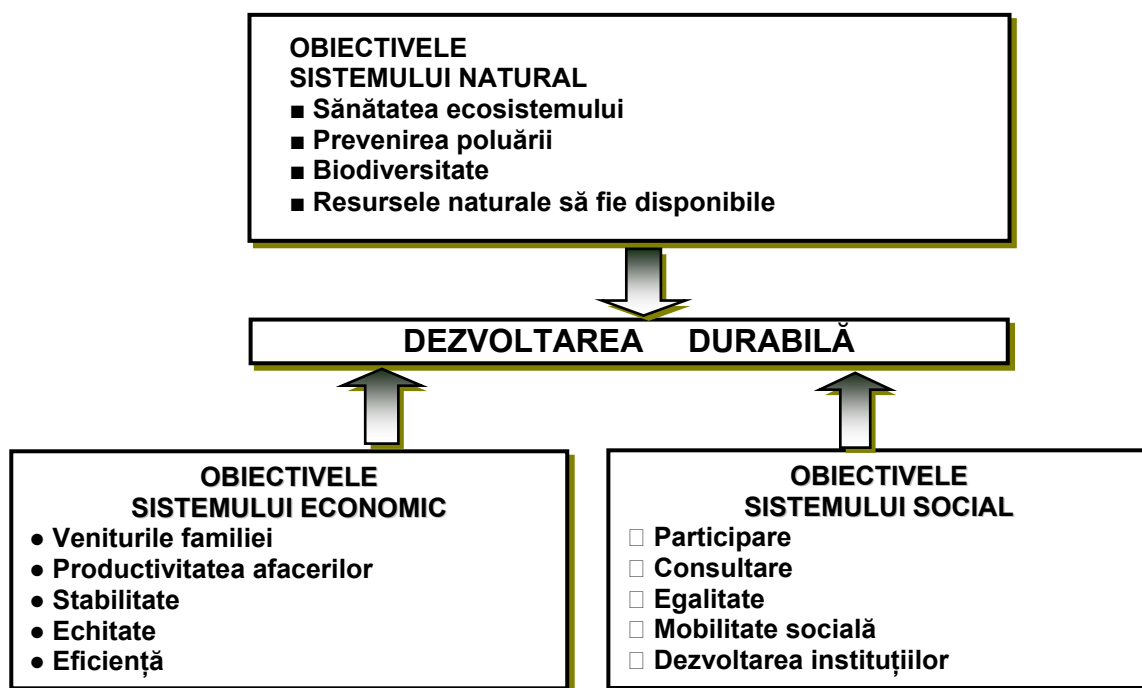 OBIECTIVELE
SISTEMULUI NATURAL
■ Sănătatea ecosistemului
■ Prevenirea poluării
■ Biodiversitate
■ Resursele naturale să fie disponibile
DEZVOLTAREA DURABILĂ
OBIECTIVELE
SISTEMULUI ECONOMIC
● Veniturile familiei
● Productivitatea afacerilor
● Stabilitate
● Echitate
● Eficiență
OBIECTIVELE
SISTEMULUI SOCIAL
□ Participare
□ Consultare
□ Egalitate
□ Mobilitate socială
□ Dezvoltarea instituțiilor